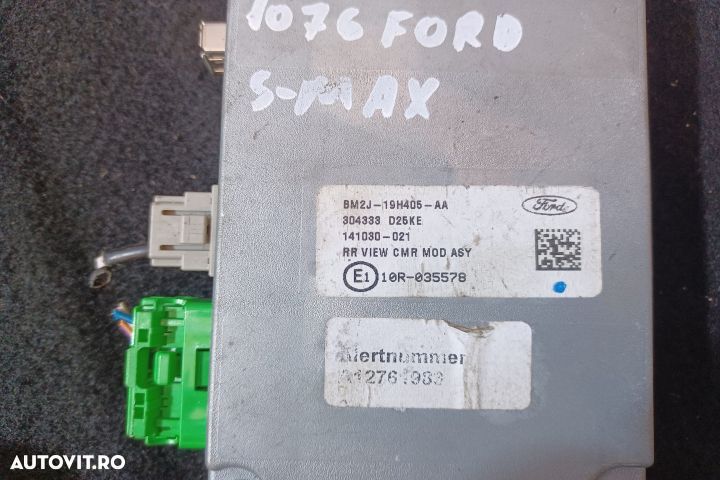 1076 FORD
S-MAX
BM2J-19H405-AA
304333 D26KE
141030-021
RR VIEW CMR MOD ASY
E1 10R-035578
Ford
AUTOVIT.RO